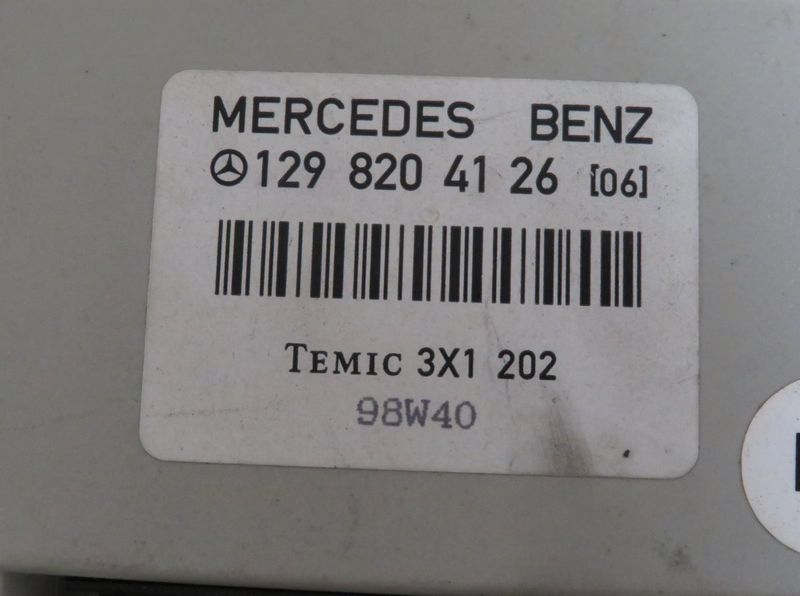 MERCEDES BENZ
129 820 41 26 [06]
TEMIC 3X1 202
98W40